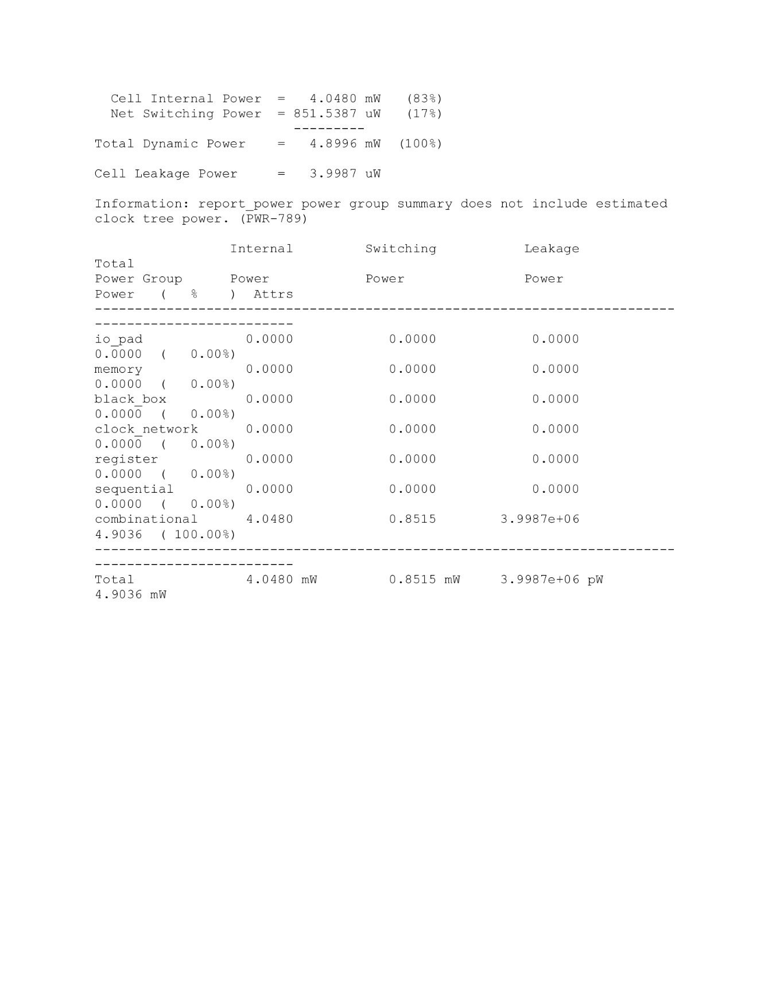 Cell Internal Power  =   4.0480 mW   (83%)
Net Switching Power  = 851.5387 uW   (17%)
---------
Total Dynamic Power    =   4.8996 mW  (100%)
Cell Leakage Power     =   3.9987 uW
Information: report_power power group summary does not include estimated
clock tree power. (PWR-789)
Internal         Switching           Leakage
Total
Power Group      Power            Power               Power
Power   (   %    )  Attrs
-------------------------------------------------------------------------
-------------------------
io_pad             0.0000            0.0000            0.0000
0.0000  (   0.00%)
memory             0.0000            0.0000            0.0000
0.0000  (   0.00%)
black_box          0.0000            0.0000            0.0000
0.0000  (   0.00%)
clock_network      0.0000            0.0000            0.0000
0.0000  (   0.00%)
register           0.0000            0.0000            0.0000
0.0000  (   0.00%)
sequential         0.0000            0.0000            0.0000
0.0000  (   0.00%)
combinational      4.0480            0.8515        3.9987e+06
4.9036  ( 100.00%)
-------------------------------------------------------------------------
-------------------------
Total              4.0480 mW         0.8515 mW     3.9987e+06 pW
4.9036 mW